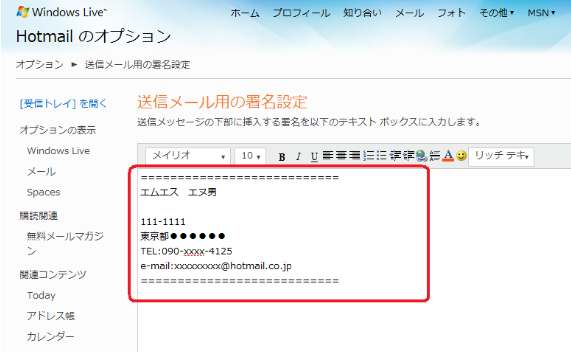 Windows Live™
ホーム プロフィール 知り合い メール フォト その他▾ MSN▾
Hotmail のオプション
オプション ► 送信メール用の署名設定
[受信トレイ] を開く
オプションの表示
Windows Live
メール
Spaces
購読関連
無料メールマガジ
ン
関連コンテンツ
Today
アドレス帳
カレンダー
送信メール用の署名設定
送信メッセージの下部に挿入する署名を以下のテキスト ボックスに入力します。
メイリオ 10 B I U A リッチ テキ
===========================
エムエス　エヌ男
111-1111
東京都●●●●●●
TEL:090-xxxx-4125
e-mail:xxxxxxxxx@hotmail.co.jp
===========================